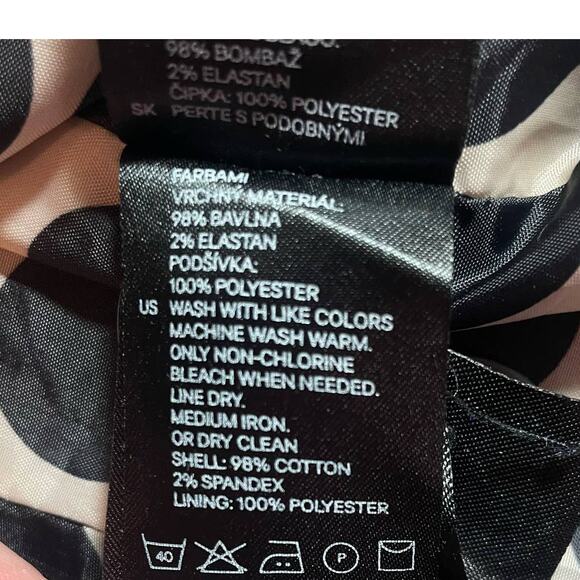 98% BOMBAŽ
2% ELASTAN
ČIPKA: 100% POLYESTER
SK PERTE S PODOBNÝMI
FARBAMI
VRCHNÝ MATERIÁL:
98% BAVLNA
2% ELASTAN
PODŠÍVKA:
100% POLYESTER
US WASH WITH LIKE COLORS
MACHINE WASH WARM.
ONLY NON-CHLORINE
BLEACH WHEN NEEDED.
LINE DRY.
MEDIUM IRON.
OR DRY CLEAN
SHELL: 98% COTTON
2% SPANDEX
LINING: 100% POLYESTER
40 P